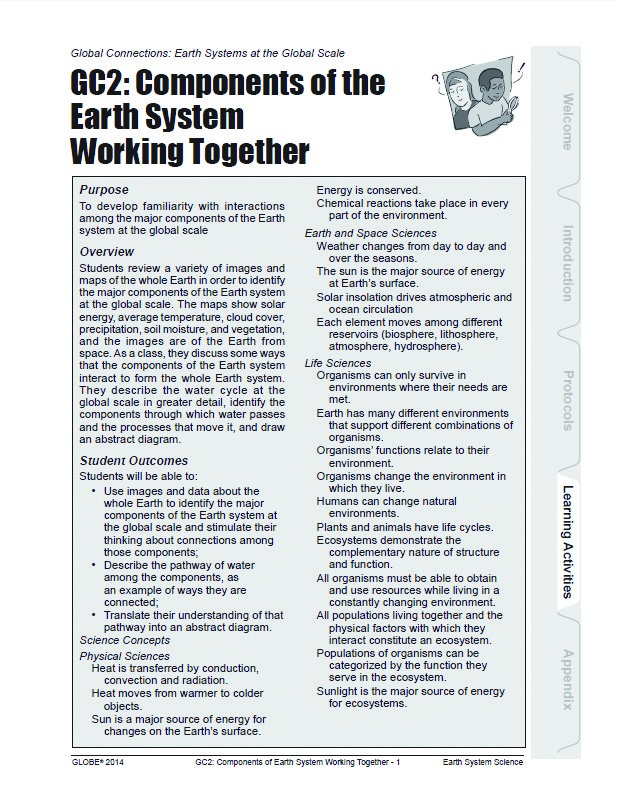 Global Connections: Earth Systems at the Global Scale
GC2: Components of the
Earth System
Working Together
? !
Purpose
To develop familiarity with interactions
among the major components of the Earth
system at the global scale
Overview
Students review a variety of images and
maps of the whole Earth in order to identify
the major components of the Earth system
at the global scale. The maps show solar
energy, average temperature, cloud cover,
precipitation, soil moisture, and vegetation,
and the images are of the Earth from
space. As a class, they discuss some ways
that the components of the Earth system
interact to form the whole Earth system.
They describe the water cycle at the
global scale in greater detail, identify the
components through which water passes
and the processes that move it, and draw
an abstract diagram.
Student Outcomes
Students will be able to:
• Use images and data about the
whole Earth to identify the major
components of the Earth system at
the global scale and stimulate their
thinking about connections among
those components;
• Describe the pathway of water
among the components, as
an example of ways they are
connected;
• Translate their understanding of that
pathway into an abstract diagram.
Science Concepts
Physical Sciences
Heat is transferred by conduction,
convection and radiation.
Heat moves from warmer to colder
objects.
Sun is a major source of energy for
changes on the Earth's surface.
Energy is conserved.
Chemical reactions take place in every
part of the environment.
Earth and Space Sciences
Weather changes from day to day and
over the seasons.
The sun is the major source of energy
at Earth's surface.
Solar insolation drives atmospheric and
ocean circulation
Each element moves among different
reservoirs (biosphere, lithosphere,
atmosphere, hydrosphere).
Life Sciences
Organisms can only survive in
environments where their needs are
met.
Earth has many different environments
that support different combinations of
organisms.
Organisms' functions relate to their
environment.
Organisms change the environment in
which they live.
Humans can change natural
environments.
Plants and animals have life cycles.
Ecosystems demonstrate the
complementary nature of structure
and function.
All organisms must be able to obtain
and use resources while living in a
constantly changing environment.
All populations living together and the
physical factors with which they
interact constitute an ecosystem.
Populations of organisms can be
categorized by the function they
serve in the ecosystem.
Sunlight is the major source of energy
for ecosystems.
Welcome
Introduction
Protocols
Learning Activities
Appendix
GLOBE® 2014 GC2: Components of Earth System Working Together - 1 Earth System Science